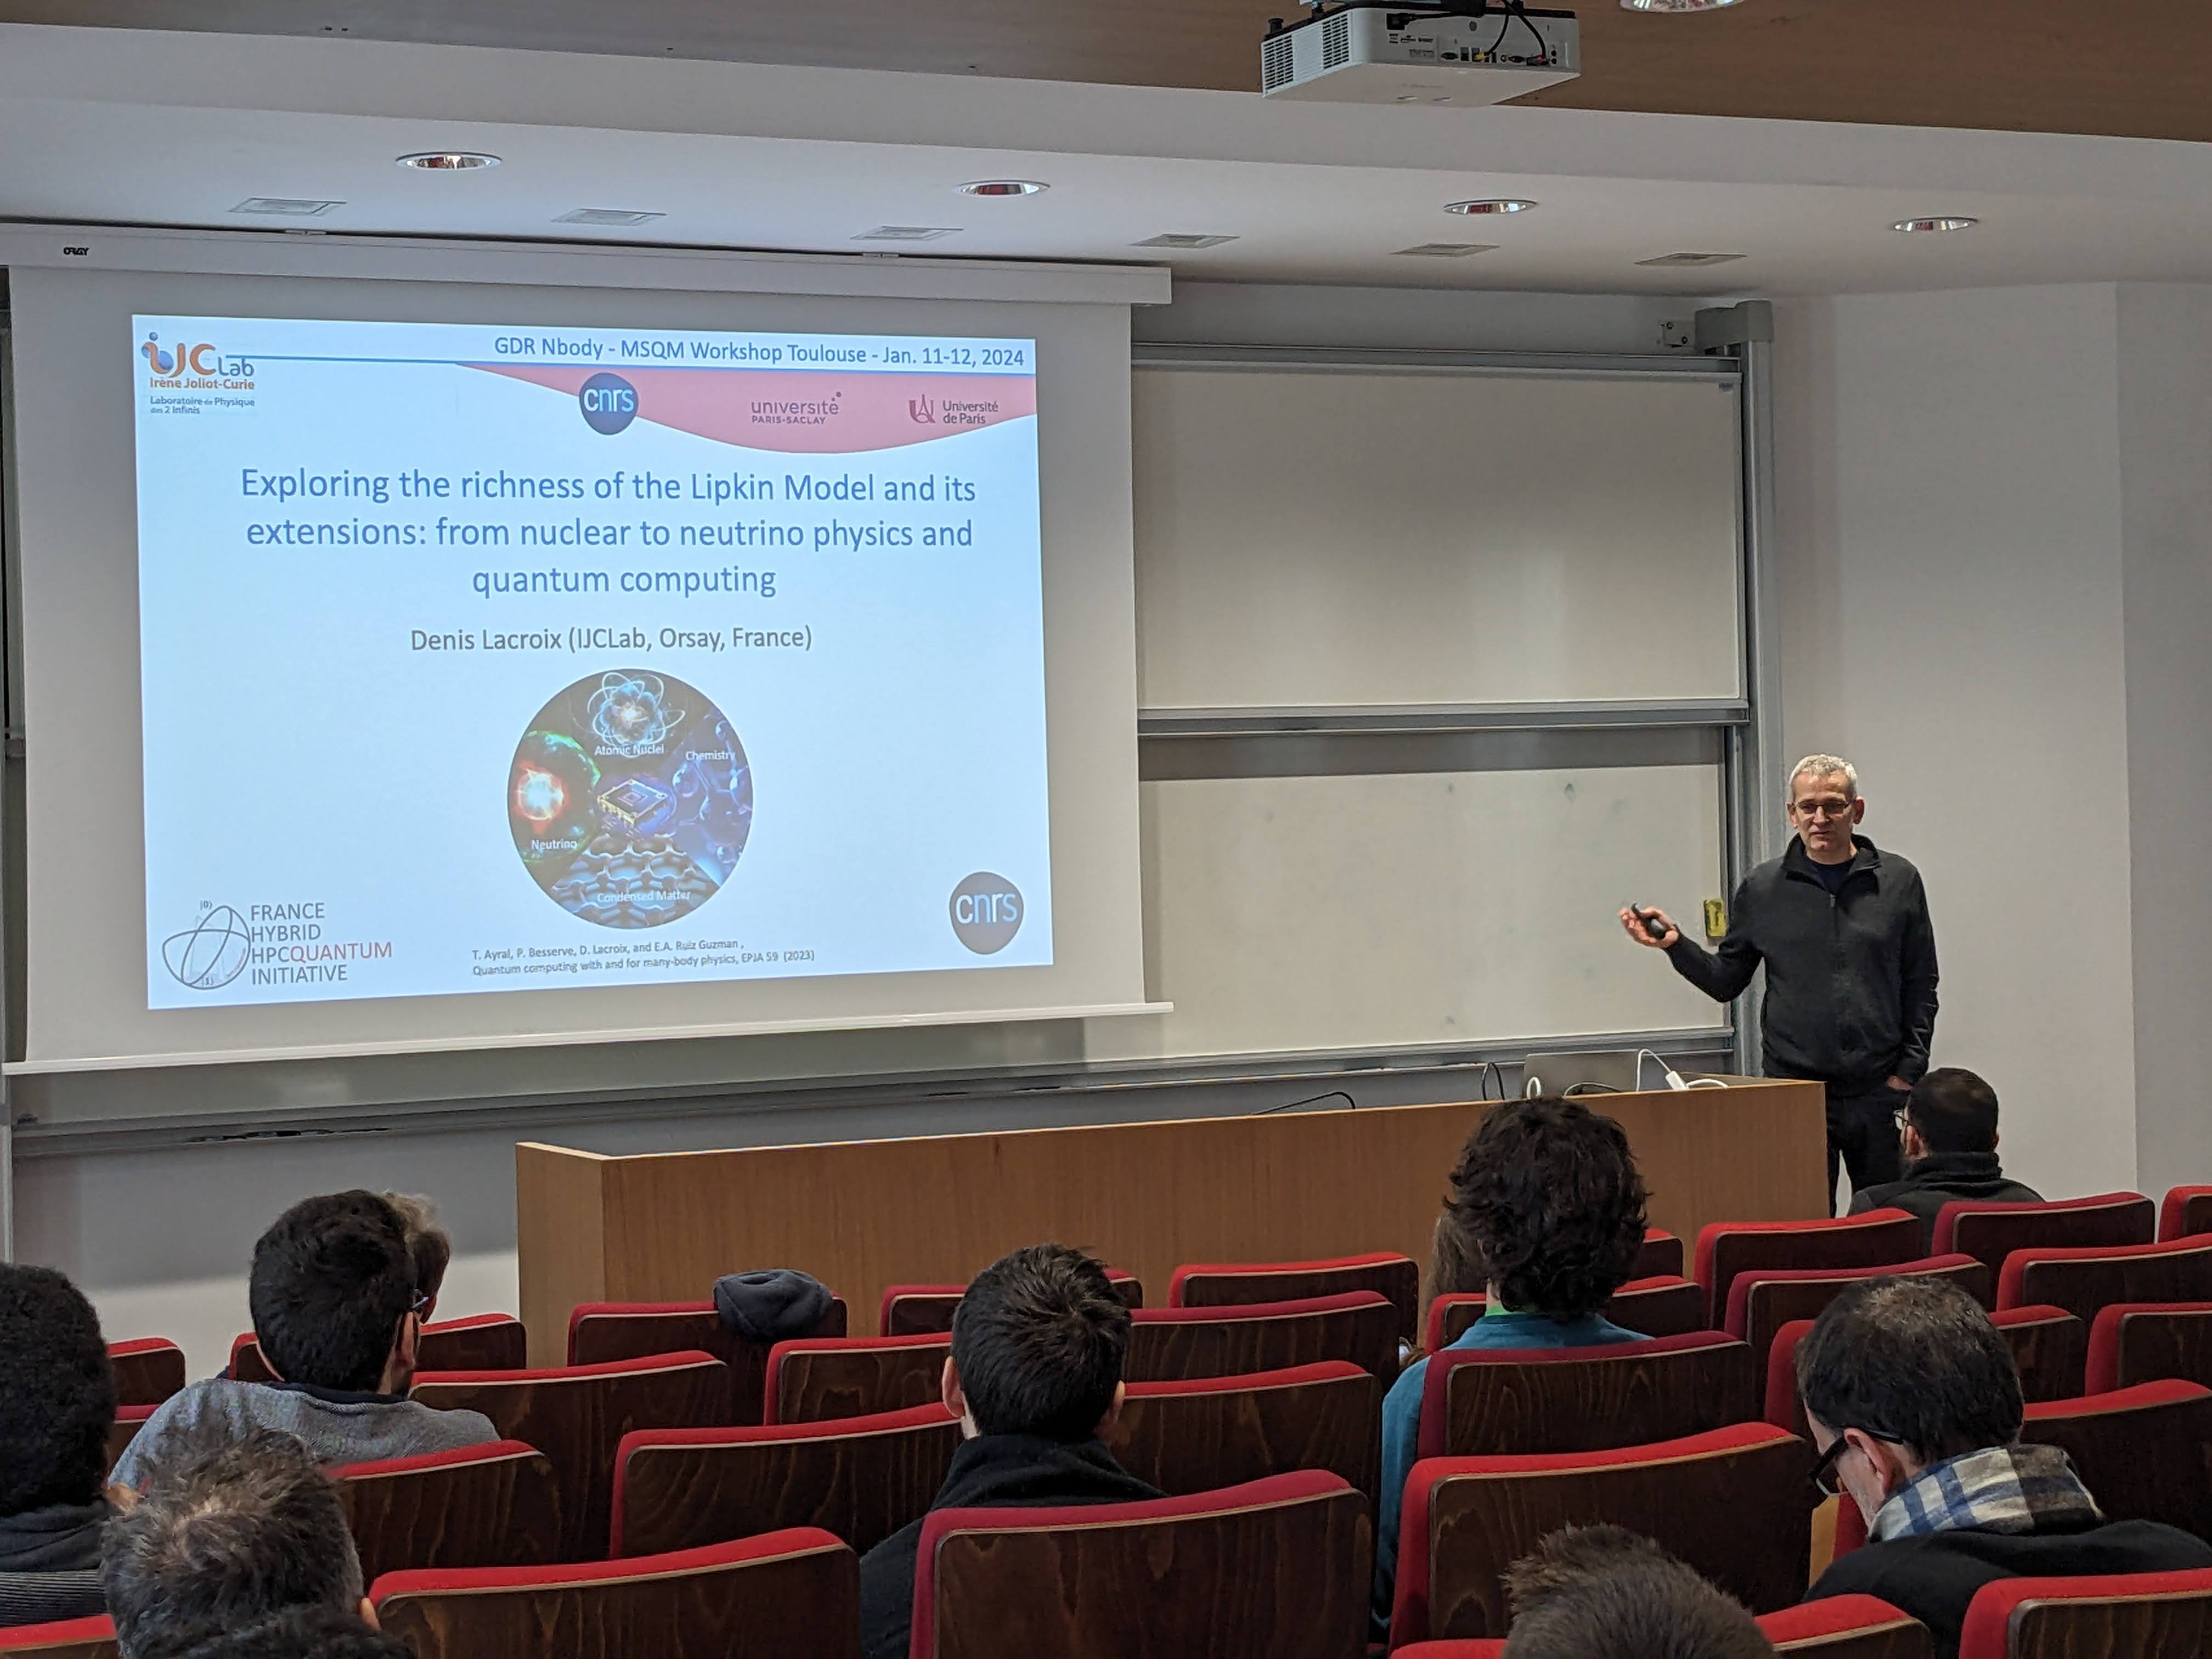 ORAY
GDR Nbody - MSQM Workshop Toulouse - Jan. 11-12, 2024
IJCLab
Irène Joliot-Curie
Laboratoire de Physique
des 2 Infinis
cnrs
université
PARIS-SACLAY
Université
de Paris
Exploring the richness of the Lipkin Model and its
extensions: from nuclear to neutrino physics and
quantum computing
Denis Lacroix (IJCLab, Orsay, France)
Atomic Nuclei
Chemistry
Neutrino
Condensed Matter
|0⟩
|1⟩
FRANCE
HYBRID
HPCQUANTUM
INITIATIVE
cnrs
T. Ayral, P. Besserve, D. Lacroix, and E.A. Ruiz Guzman ,
Quantum computing with and for many-body physics, EPJA 59 (2023)